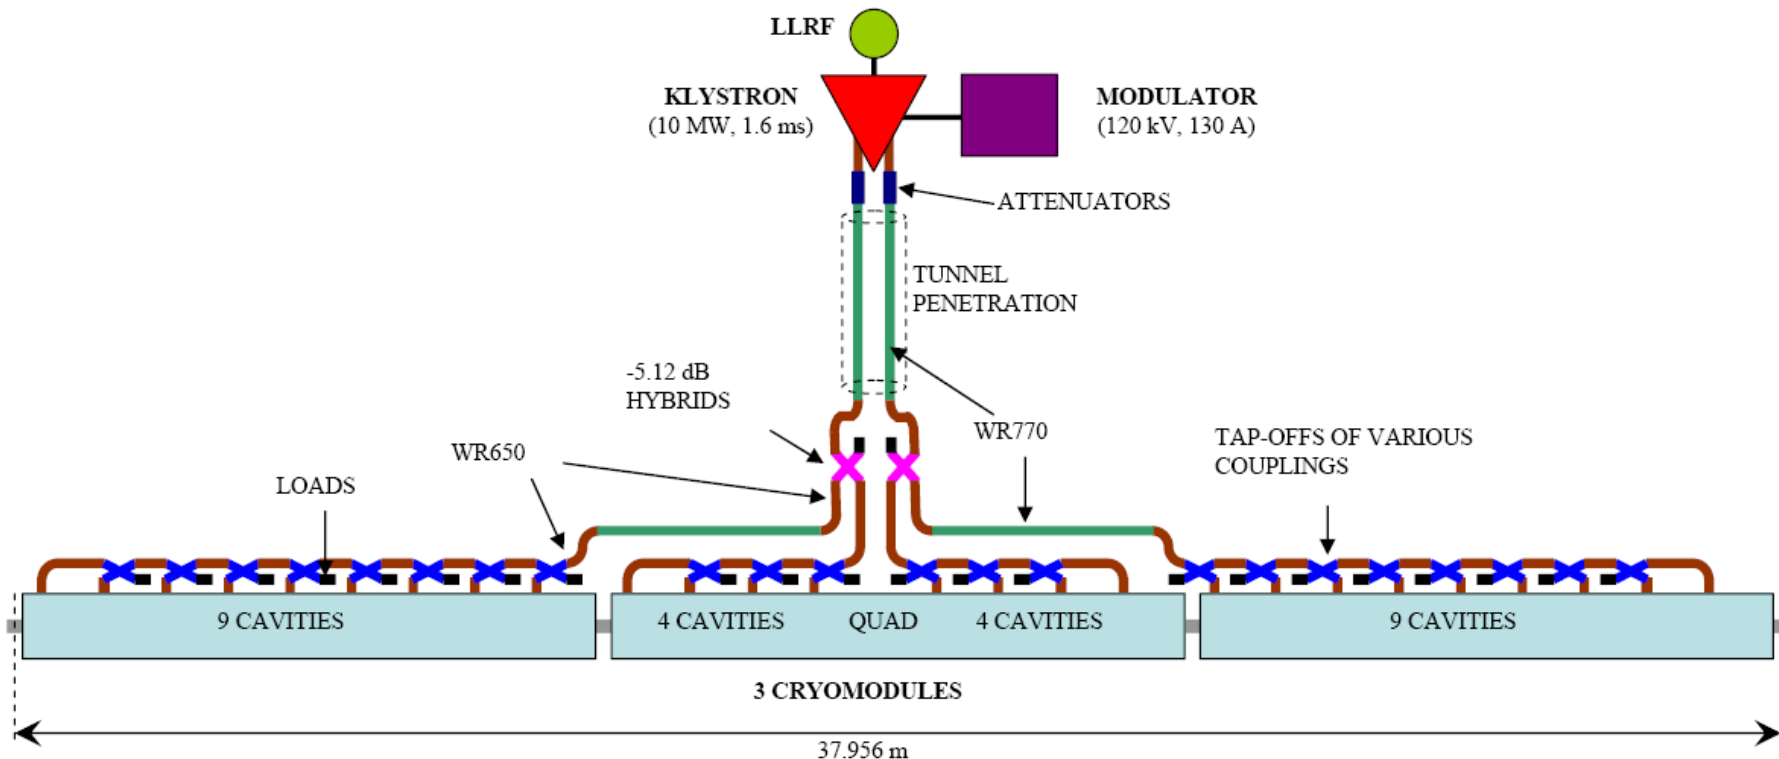 LLRF
KLYSTRON
(10 MW, 1.6 ms)
MODULATOR
(120 kV, 130 A)
ATTENUATORS
TUNNEL
PENETRATION
-5.12 dB
HYBRIDS
WR770
WR650
TAP-OFFS OF VARIOUS
COUPLINGS
LOADS
9 CAVITIES
4 CAVITIES
QUAD
4 CAVITIES
9 CAVITIES
3 CRYOMODULES
37.956 m